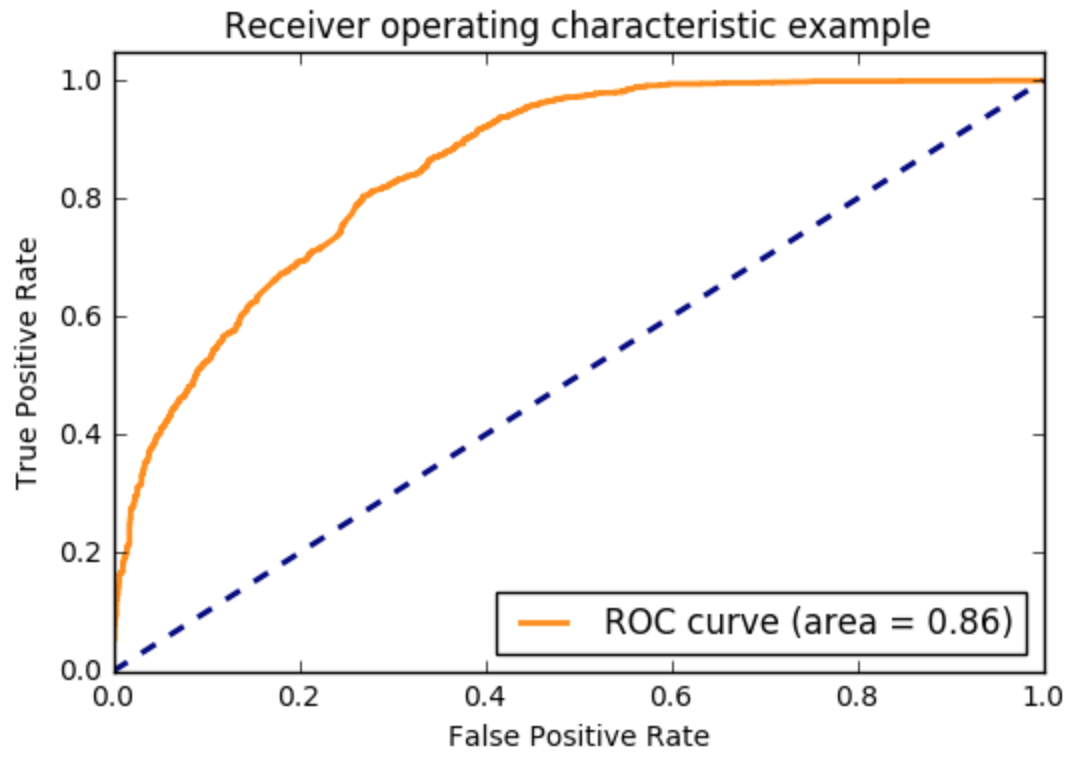 Receiver operating characteristic example
1.0
0.8
0.6
0.4
0.2
0.0
True Positive Rate
ROC curve (area = 0.86)
0.0 0.2 0.4 0.6 0.8 1.0
False Positive Rate